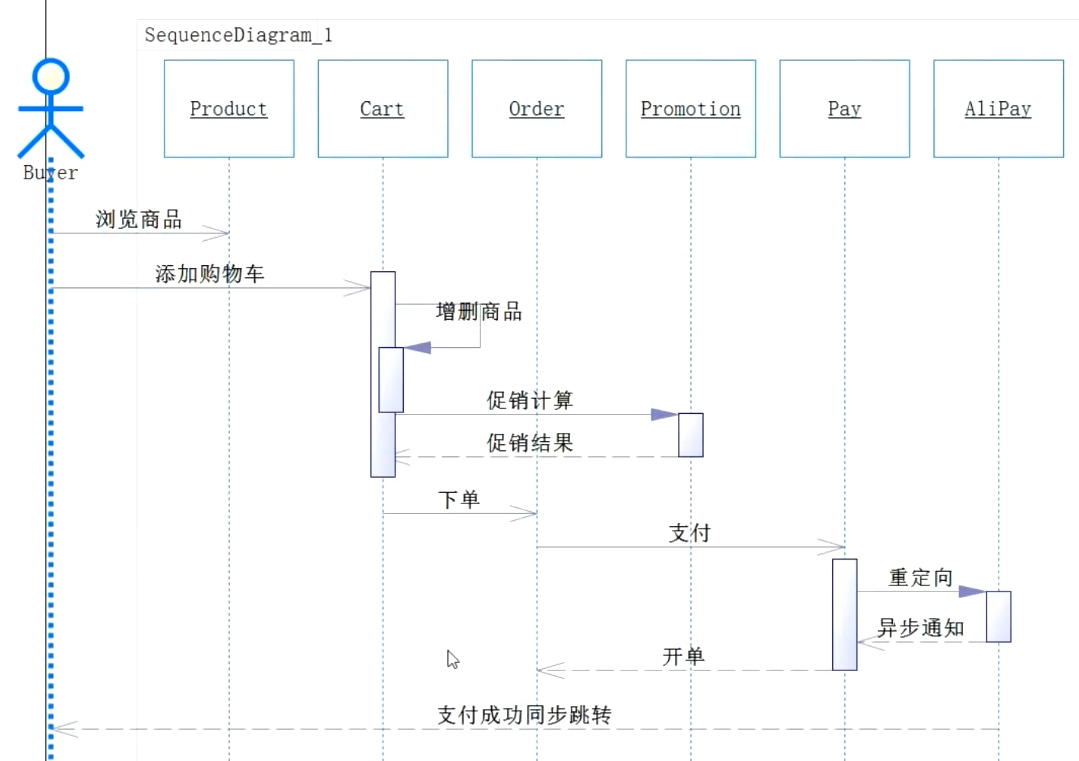 SequenceDiagram_1
Product
Cart
Order
Promotion
Pay
AliPay
Buyer
浏览商品
添加购物车
增删商品
促销计算
促销结果
下单
支付
重定向
异步通知
开单
支付成功同步跳转